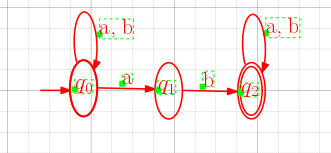 a, b a, b
q₀ a q₁ b q₂